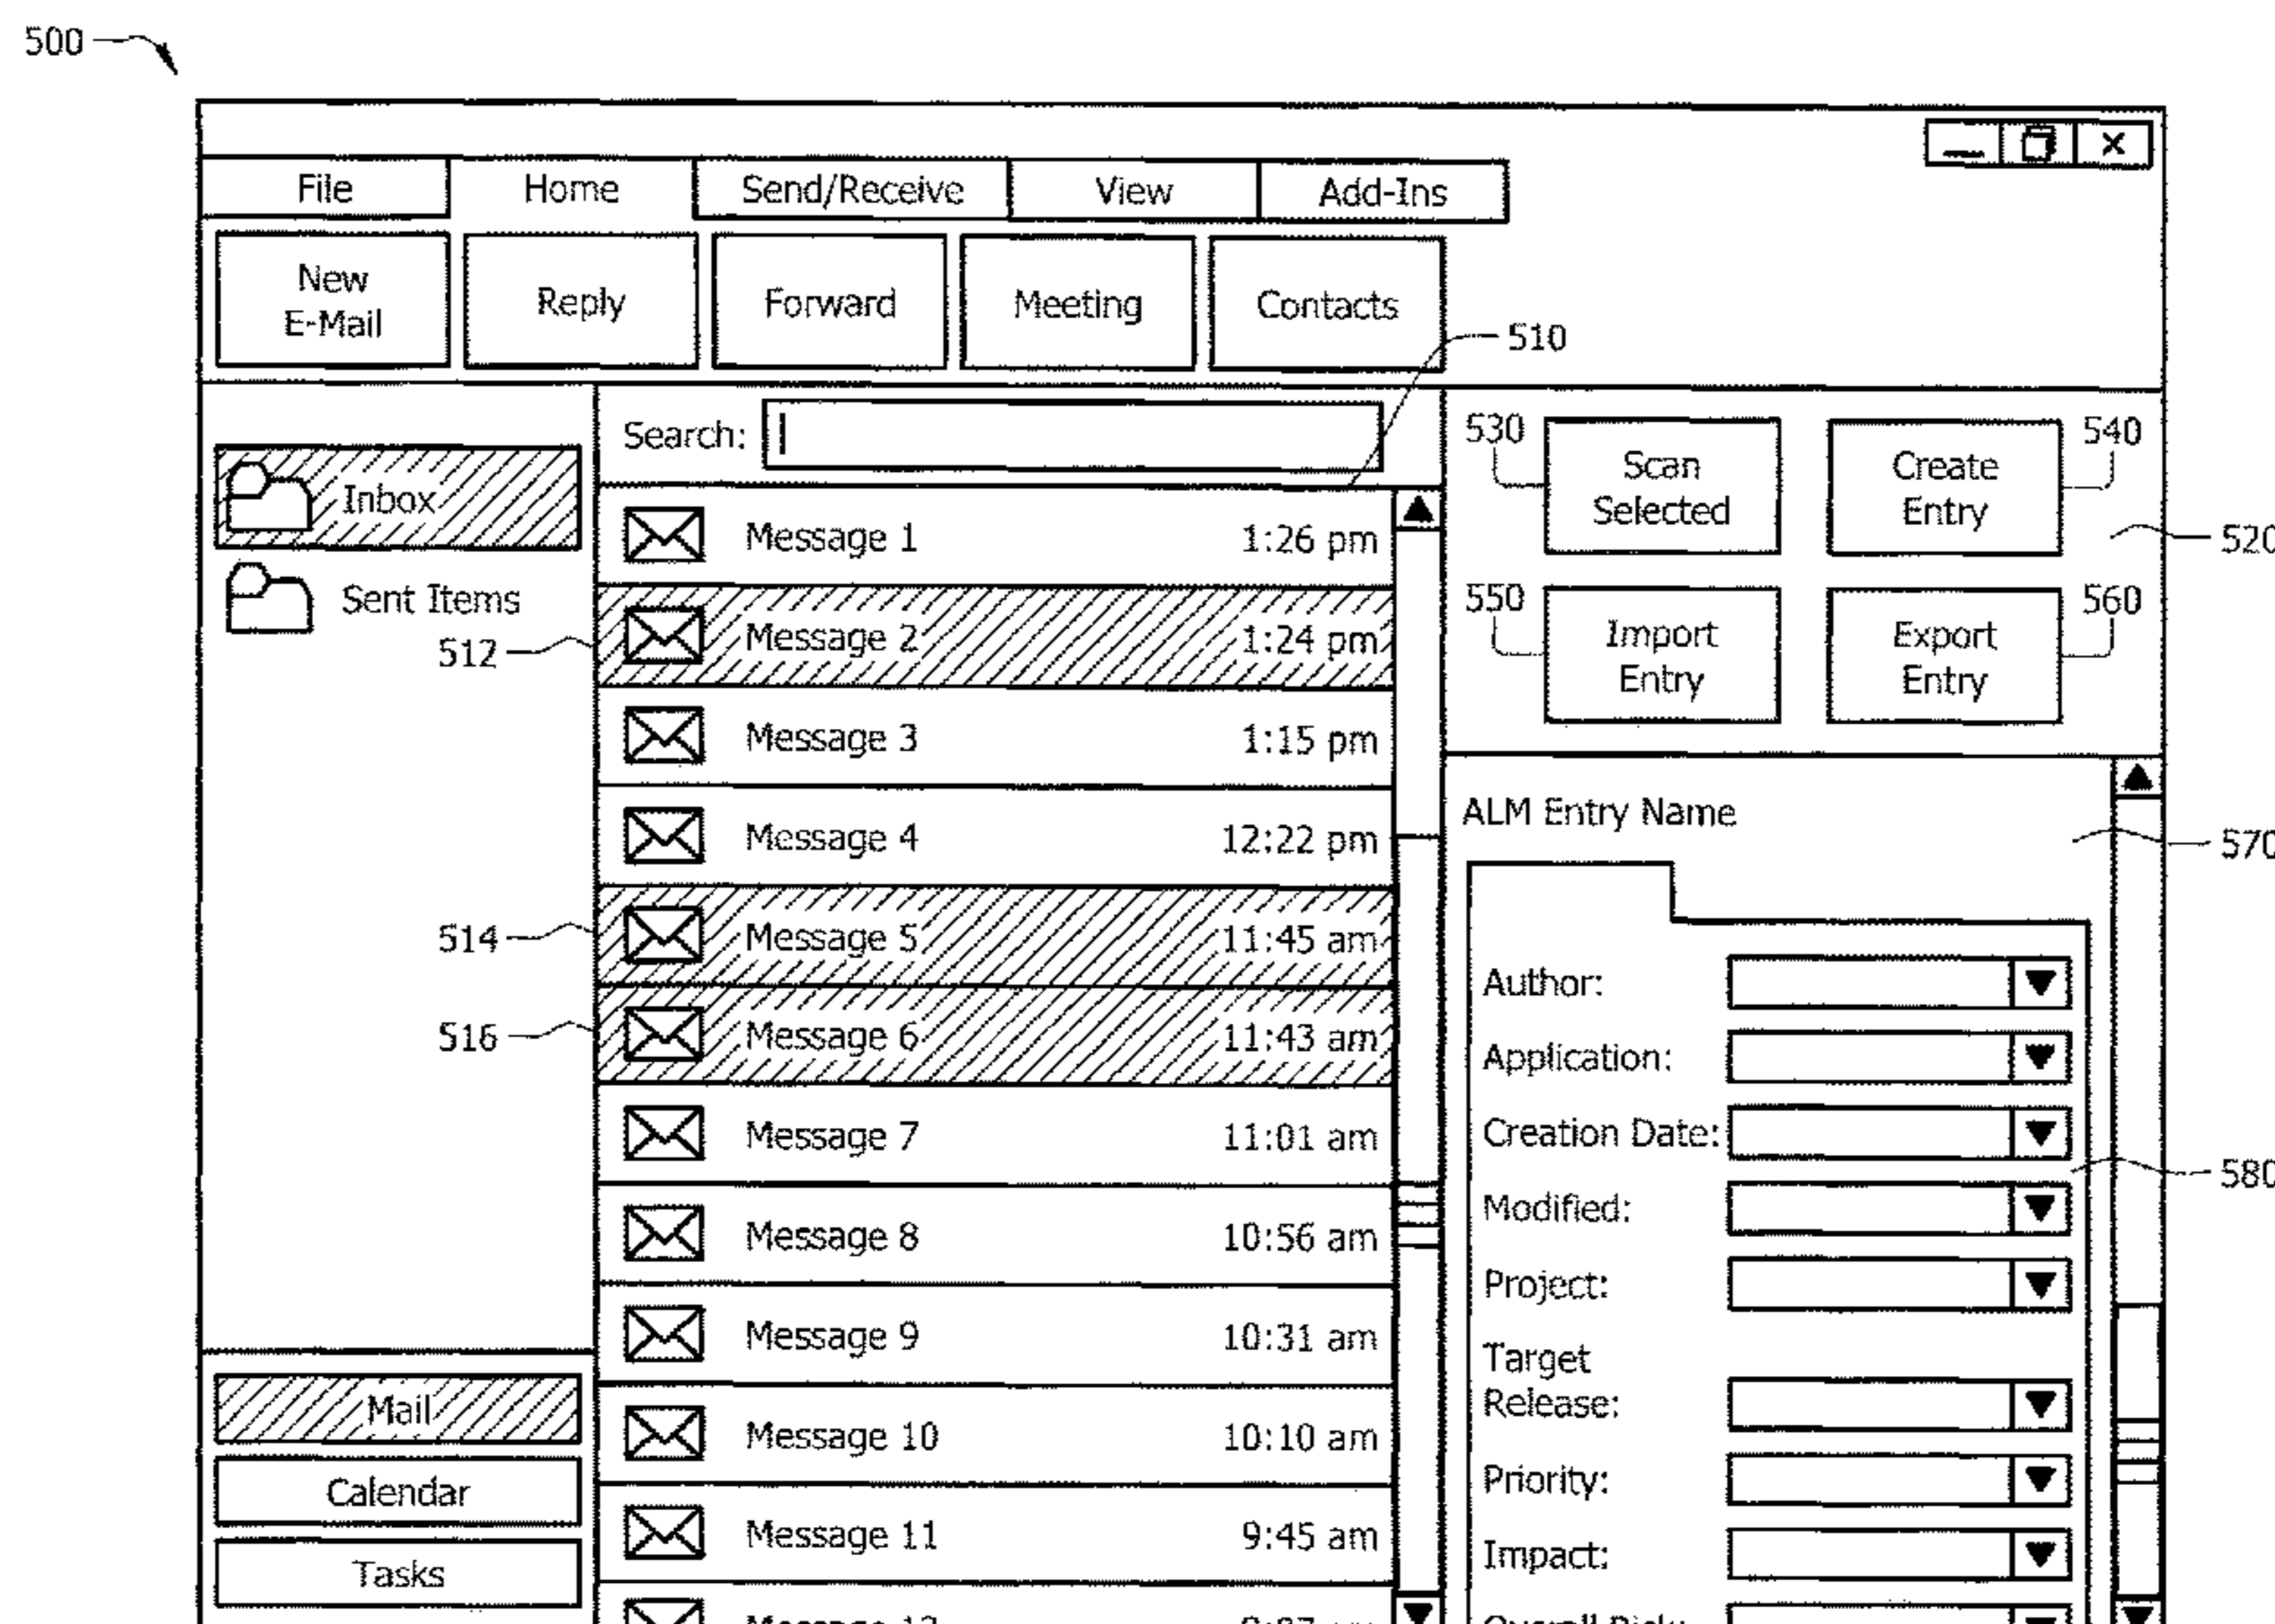 500
File Home Send/Receive View Add-Ins
New
E-Mail
Reply
Forward
Meeting
Contacts
510
Inbox
Sent Items
512
514
516
Mail
Calendar
Tasks
Search:
Message 1 1:26 pm
Message 2 1:24 pm
Message 3 1:15 pm
Message 4 12:22 pm
Message 5 11:45 am
Message 6 11:43 am
Message 7 11:01 am
Message 8 10:56 am
Message 9 10:31 am
Message 10 10:10 am
Message 11 9:45 am
530
Scan
Selected
Create
Entry
540
520
550
Import
Entry
Export
Entry
560
ALM Entry Name
570
Author:
Application:
Creation Date:
580
Modified:
Project:
Target
Release:
Priority:
Impact: